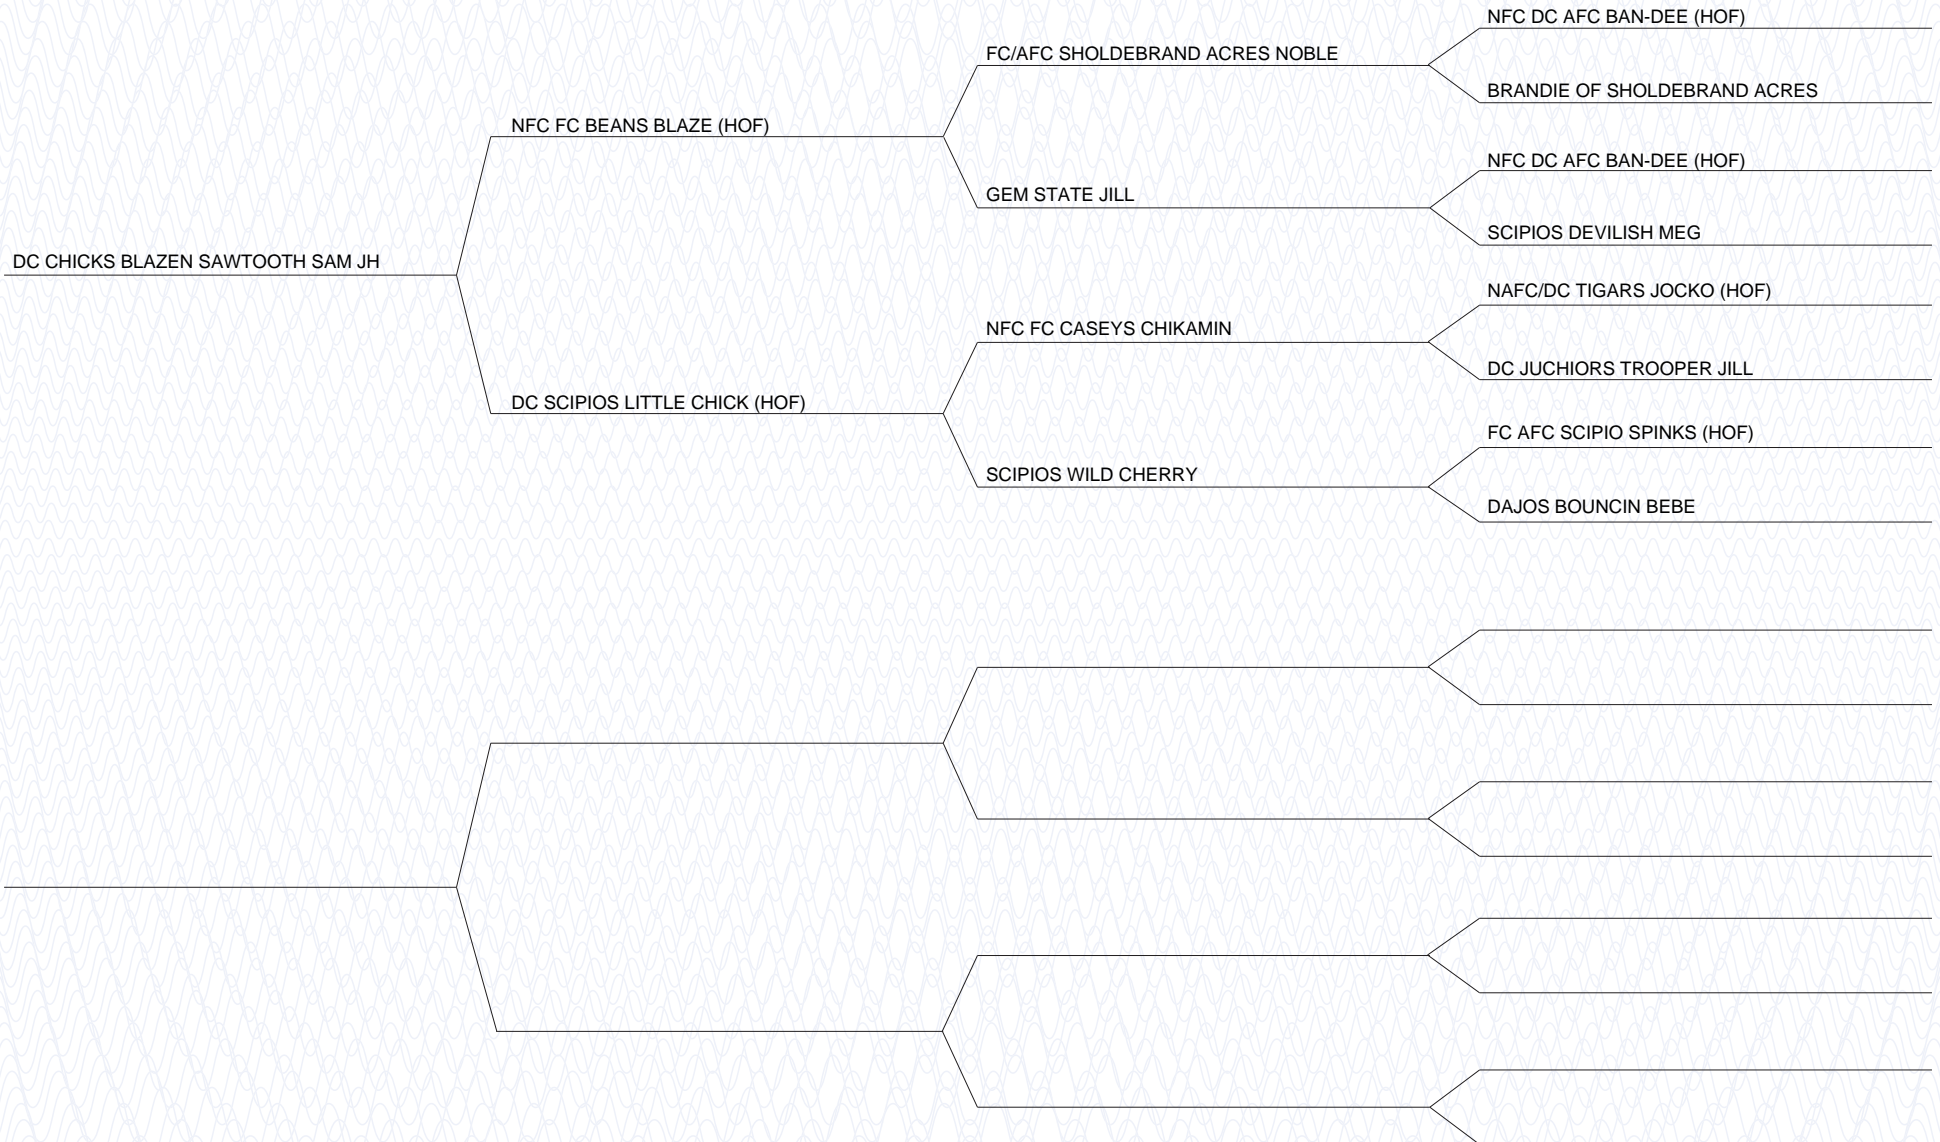 NFC DC AFC BAN-DEE (HOF)
FC/AFC SHOLDEBRAND ACRES NOBLE
BRANDIE OF SHOLDEBRAND ACRES
NFC FC BEANS BLAZE (HOF)
NFC DC AFC BAN-DEE (HOF)
GEM STATE JILL
SCIPIOS DEVILISH MEG
DC CHICKS BLAZEN SAWTOOTH SAM JH
NAFC/DC TIGARS JOCKO (HOF)
NFC FC CASEYS CHIKAMIN
DC JUCHIORS TROOPER JILL
DC SCIPIOS LITTLE CHICK (HOF)
FC AFC SCIPIO SPINKS (HOF)
SCIPIOS WILD CHERRY
DAJOS BOUNCIN BEBE